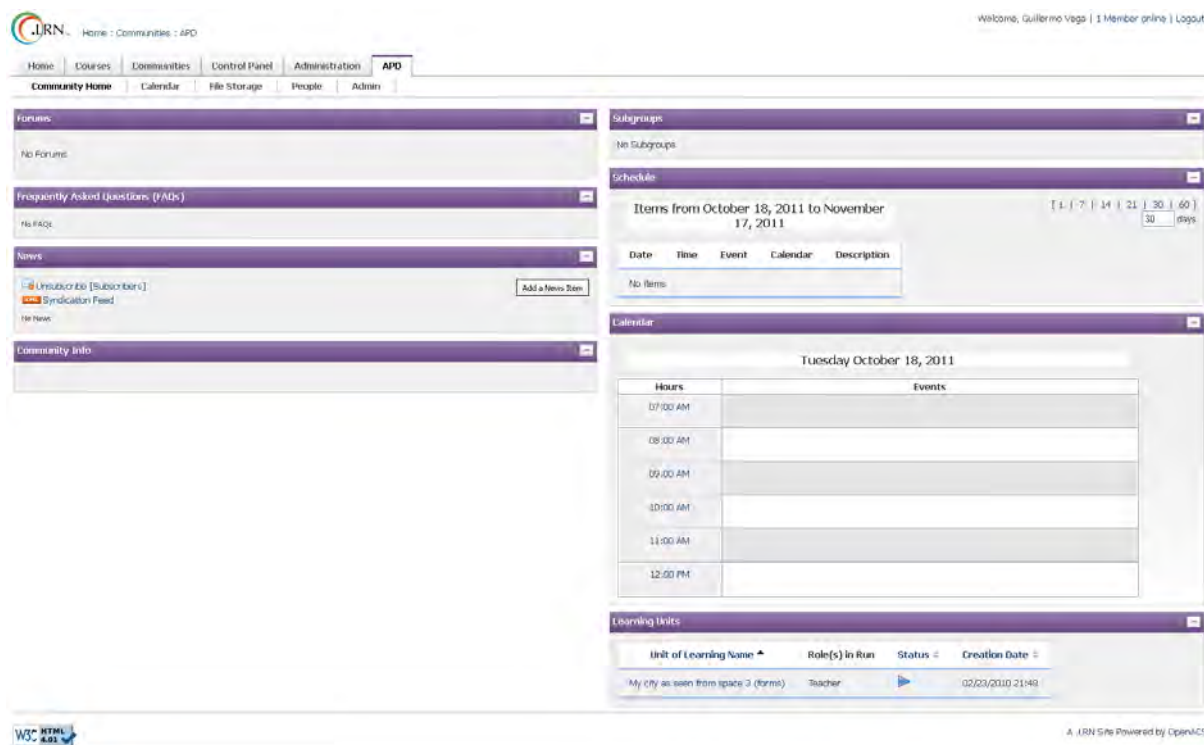 .LRN Home : Communities : APD
Welcome, Guillermo Vega | 1 Member online | Logout
Home Courses Communities Control Panel Administration APD
Community Home Calendar File Storage People Admin
Forums
No Forums
Frequently Asked Questions (FAQs)
No FAQs
News
Unsubscribe [Subscribers]
Add a News Item
XML Syndication Feed
No News
Community Info
Subgroups
No Subgroups
Schedule
Items from October 18, 2011 to November
17, 2011
[ 1 | 7 | 14 | 21 | 30 | 60 ]
30 days
Date Time Event Calendar Description
No Items
Calendar
Tuesday October 18, 2011
Hours Events
07:00 AM
08:00 AM
09:00 AM
10:00 AM
11:00 AM
12:00 PM
Learning Units
Unit of Learning Name Role(s) in Run Status Creation Date
My city as seen from space 3 (forms) Teacher 02/23/2010 21:49
W3C HTML 4.01
A .LRN Site Powered by OpenACS